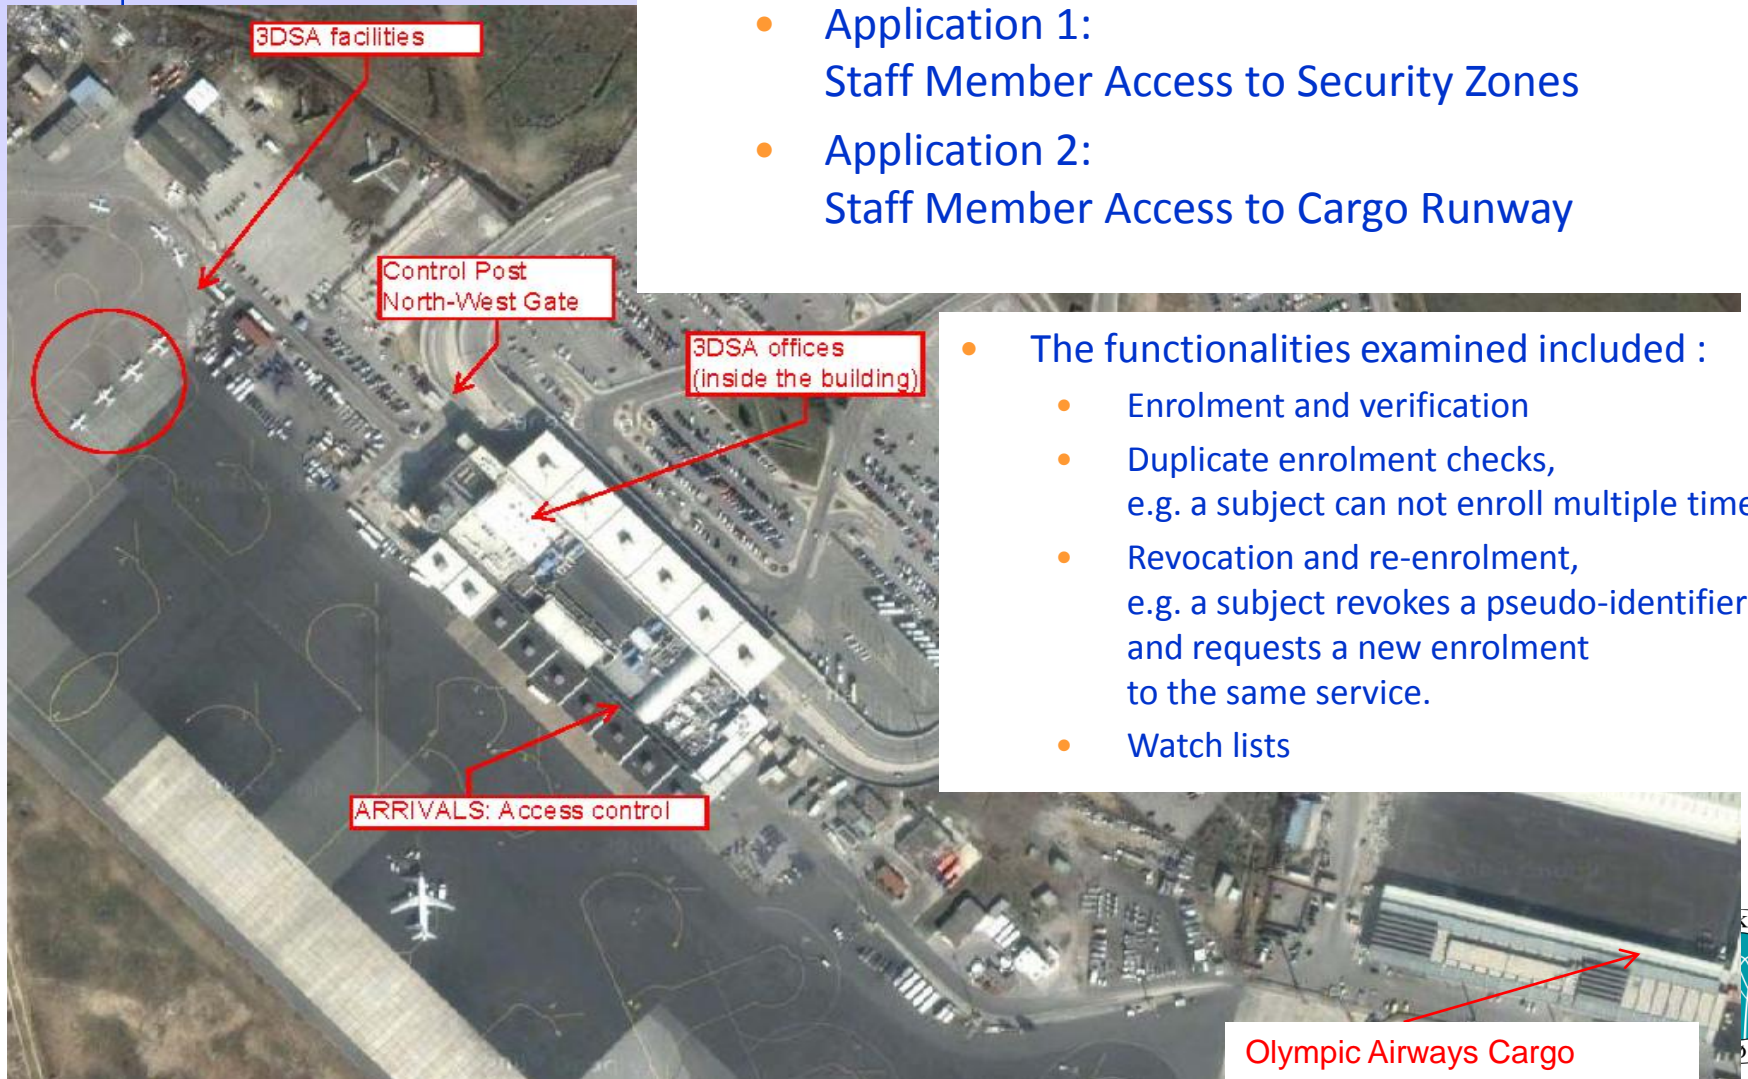 Application 1:
Staff Member Access to Security Zones
Application 2:
Staff Member Access to Cargo Runway
3DSA facilities
Control Post
North-West Gate
3DSA offices
(inside the building)
ARRIVALS: Access control
The functionalities examined included :
Enrolment and verification
Duplicate enrolment checks,
e.g. a subject can not enroll multiple time
Revocation and re-enrolment,
e.g. a subject revokes a pseudo-identifier
and requests a new enrolment
to the same service.
Watch lists
Olympic Airways Cargo